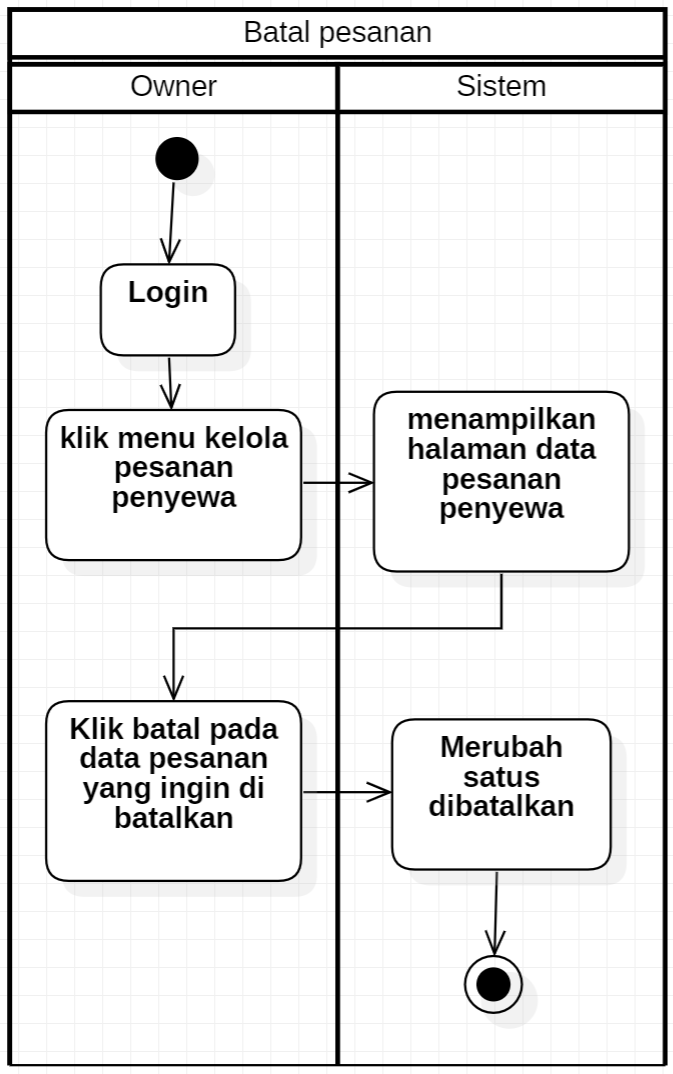 Batal pesanan
Owner
Sistem
Login
klik menu kelola
pesanan
penyewa
menampilkan
halaman data
pesanan
penyewa
Klik batal pada
data pesanan
yang ingin di
batalkan
Merubah
satus
dibatalkan